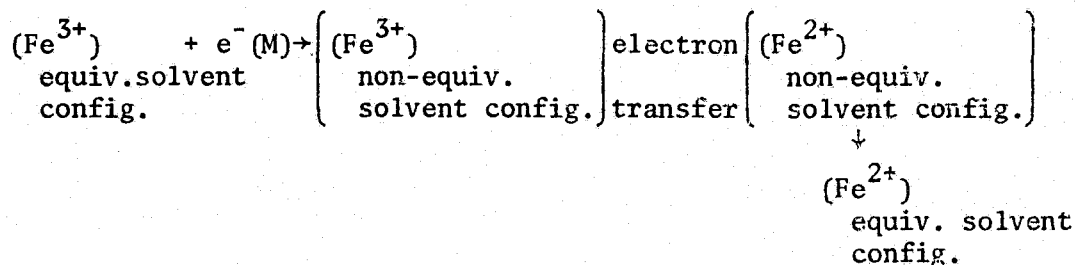 (Fe³⁺) + e⁻(M)→ (Fe³⁺) electron (Fe²⁺)
equiv.solvent non-equiv. non-equiv.
config. solvent config. transfer solvent config.
↓
(Fe²⁺)
equiv. solvent
config.